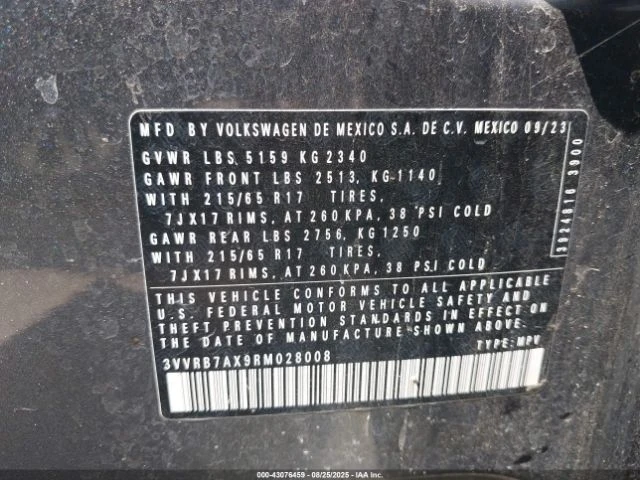 MFD BY VOLKSWAGEN DE MEXICO S.A. DE C.V. MEXICO 09/23
GVWR LBS 5159 KG 2340
GAWR FRONT LBS 2513, KG 1140
WITH 215/65 R17 TIRES,
7JX17 RIMS, AT 260 KPA, 38 PSI COLD
GAWR REAR LBS 2756, KG 1250
WITH 215/65 R17 TIRES,
7JX17 RIMS, AT 260 KPA, 38 PSI COLD
THIS VEHICLE CONFORMS TO ALL APPLICABLE
U.S. FEDERAL MOTOR VEHICLE SAFETY AND
THEFT PREVENTION STANDARDS IN EFFECT ON
THE DATE OF MANUFACTURE SHOWN ABOVE.
3VVRB7AX9RM028008 TYPE: MPV
3924816 3900
000-43076459 - 08/25/2025 - IAAI.COM